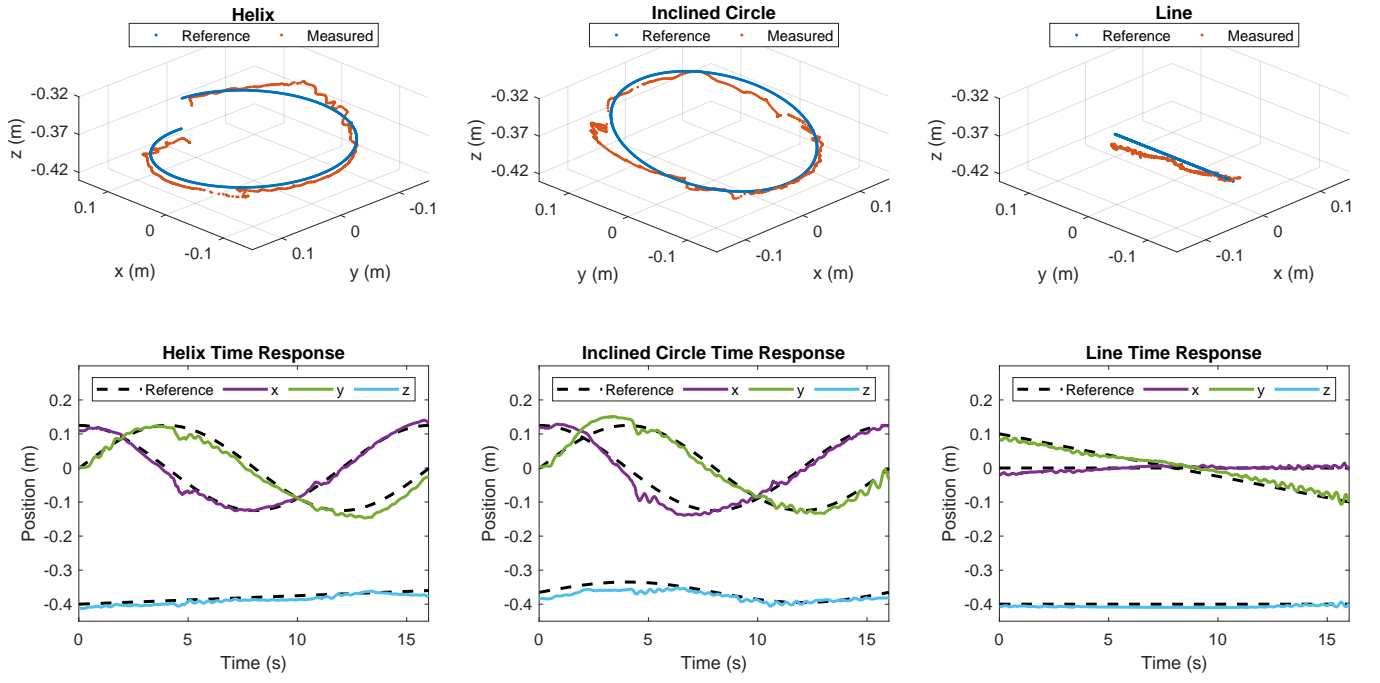 Helix
Reference Measured
-0.32
-0.37
-0.42
z (m)
0.1
0
-0.1
x (m)
0.1
0
-0.1
y (m)
Inclined Circle
Reference Measured
-0.32
-0.37
-0.42
z (m)
0.1
0
-0.1
y (m)
-0.1
0
0.1
x (m)
Line
Reference Measured
-0.32
-0.37
-0.42
z (m)
0.1
0
-0.1
y (m)
-0.1
0
0.1
x (m)
Helix Time Response
Reference x y z
0.2
0.1
0
-0.1
-0.2
-0.3
-0.4
Position (m)
0 5 10 15
Time (s)
Inclined Circle Time Response
Reference x y z
0.2
0.1
0
-0.1
-0.2
-0.3
-0.4
Position (m)
0 5 10 15
Time (s)
Line Time Response
Reference x y z
0.2
0.1
0
-0.1
-0.2
-0.3
-0.4
Position (m)
0 5 10 15
Time (s)